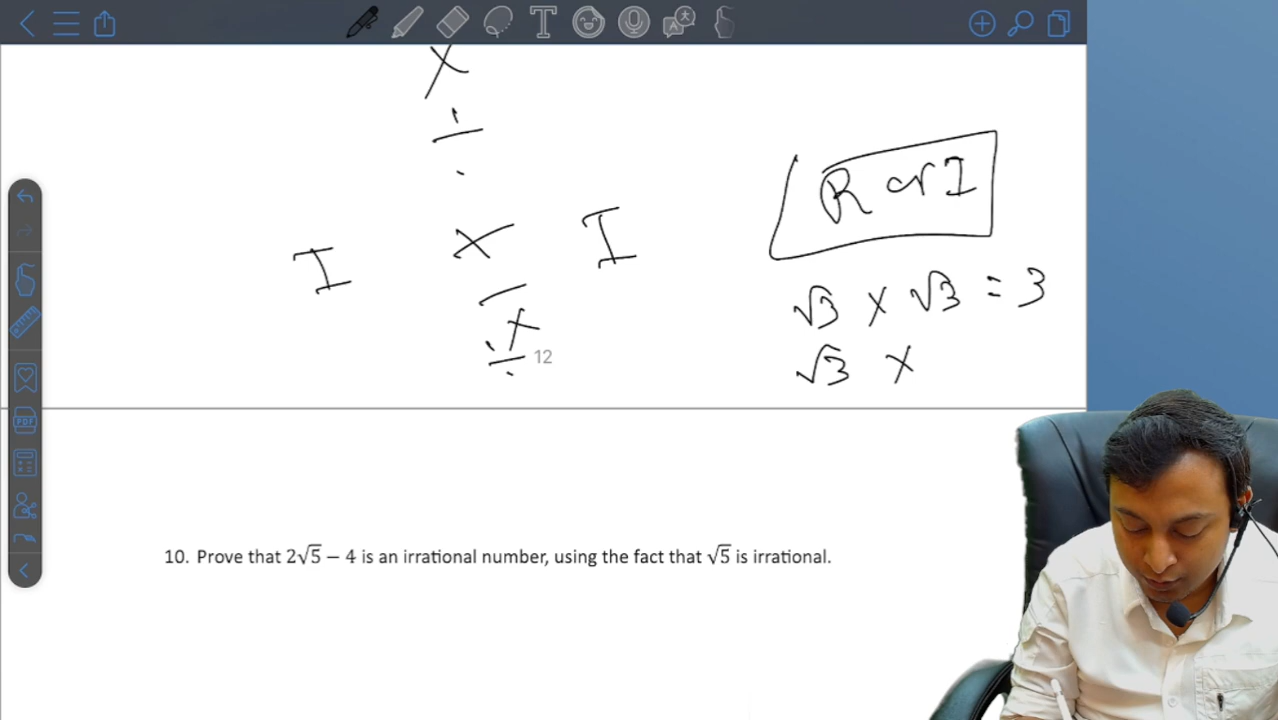 ×
÷
R or I
I × I
−
×
÷ 12
√3 × √3 = 3
√3 ×
10. Prove that 2√5 − 4 is an irrational number, using the fact that √5 is irrational.